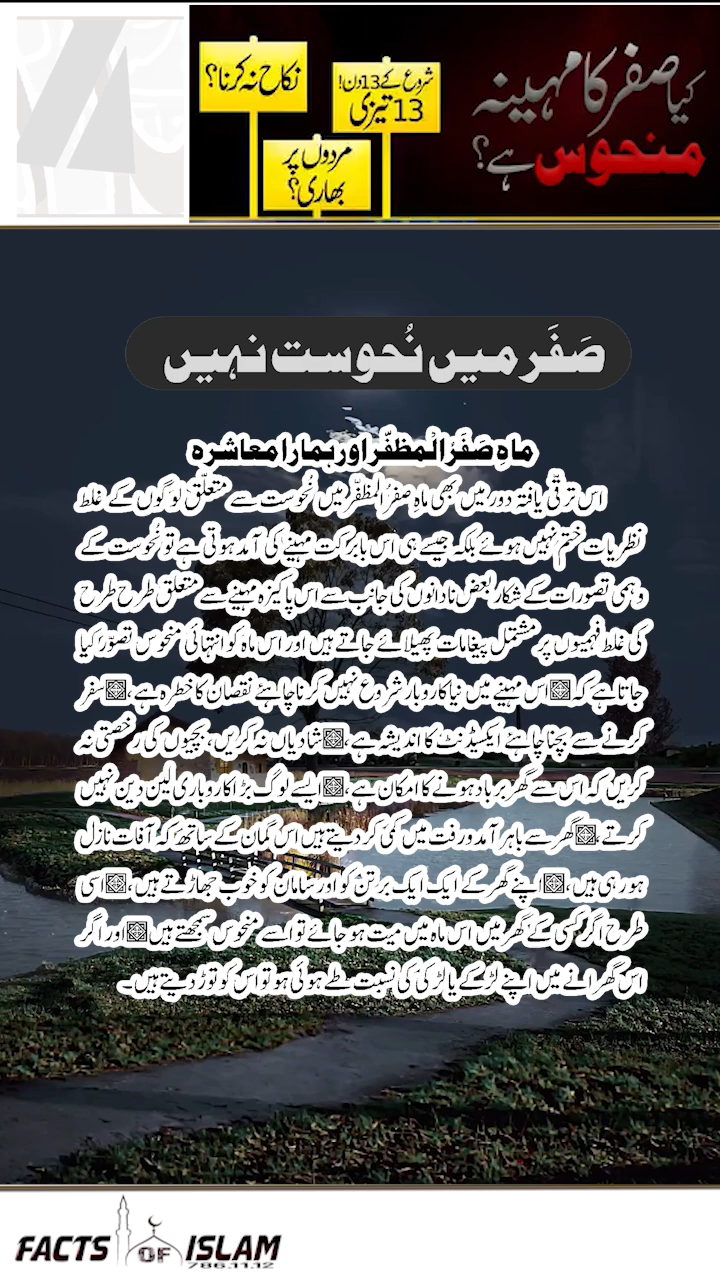 کیا صفر کا مہینہ
منحوس ہے؟
شروع کے 13 دن!
13 تیزی
نکاح نہ کرنا؟
مردوں پر
بھاری؟
صَفَر میں نُحوست نہیں
ماہِ صَفَرُ الْمظفّر اور ہمارا معاشرہ
اس ترقّی یافتہ دور میں بھی ماہِ صفرُ المظفّر میں نُحوست سے متعلّق لوگوں کے غلط
نظریات ختم نہیں ہوئے بلکہ جیسے ہی اس بابرکت مہینے کی آمد ہوتی ہے تو نُحوست کے
وہمی تصورات کے شکار بعض نادانوں کی جانب سے اس پاکیزہ مہینے سے متعلق طرح طرح
کی غلط فہمیوں پر مشتمل پیغامات پھیلائے جاتے ہیں اور اس ماہ کو انتہائی منحوس تصوّر کیا
جاتا ہے کہ اس مہینے میں نیا کاروبار شروع نہیں کرنا چاہئے نقصان کا خطرہ ہے، سفر
کرنے سے بچنا چاہئے ایکسیڈنٹ کا اندیشہ ہے، شادیاں نہ کریں، بچیوں کی رخصتی نہ
کریں کہ اس سے گھر برباد ہونے کا امکان ہے، ایسے لوگ بڑا کاروباری لین دین نہیں
کرتے، گھر سے باہر آمد و رفت میں کمی کر دیتے ہیں اس گمان کے ساتھ کہ آفات نازل
ہو رہی ہیں، اپنے گھر کے ایک ایک برتن کو اور سامان کو خوب جھاڑتے ہیں، اسی
طرح اگر کسی کے گھر میں اس ماہ میں میت ہو جائے تو اسے منحوس سمجھتے ہیں اور اگر
اس گھرانے میں اپنے لڑکے یا لڑکی کی نسبت طے ہوئی ہو تو اس کو توڑ دیتے ہیں۔
FACTS OF ISLAM
786.11.12